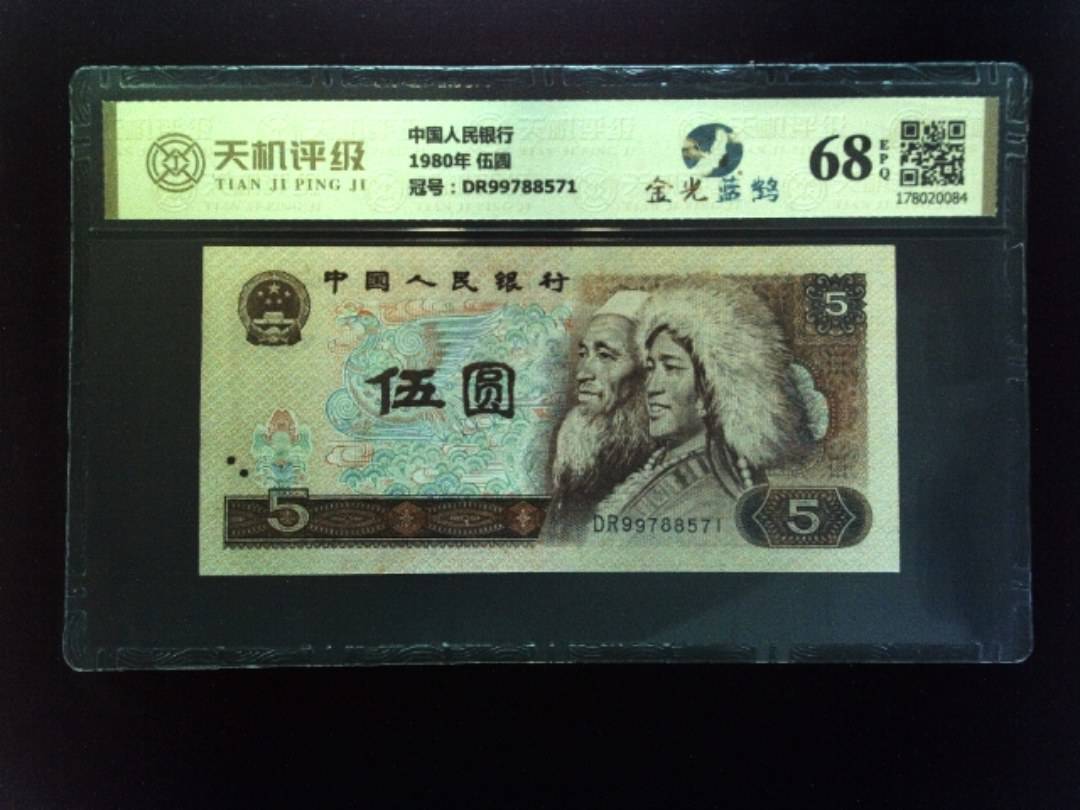 天机评级
TIAN JI PING JI
中国人民银行
1980年 伍圆
冠号：DR99788571
金光蓝鹤
68
EPQ
178020084
中国人民银行
5
伍圆
5
DR99788571
5